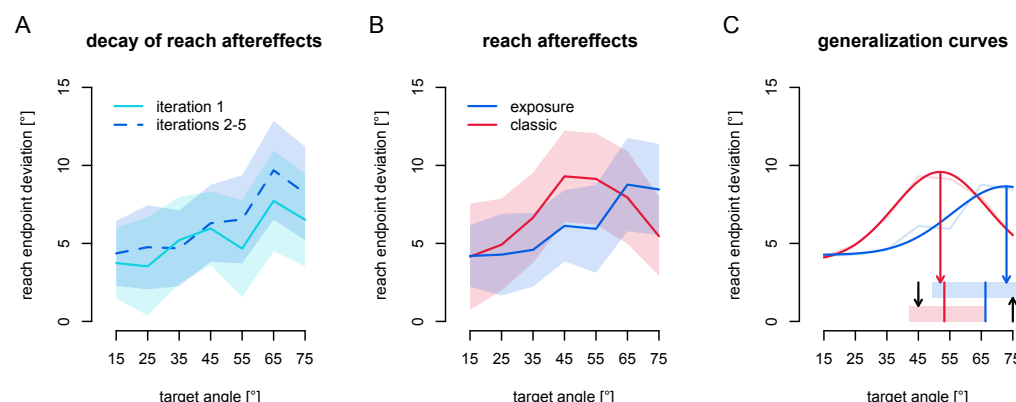 A
decay of reach aftereffects
reach endpoint deviation [°]
15
10
5
0
iteration 1
iterations 2-5
15 25 35 45 55 65 75
target angle [°]
B
reach aftereffects
reach endpoint deviation [°]
15
10
5
0
exposure
classic
15 25 35 45 55 65 75
target angle [°]
C
generalization curves
reach endpoint deviation [°]
15
10
5
0
15 25 35 45 55 65 75
target angle [°]